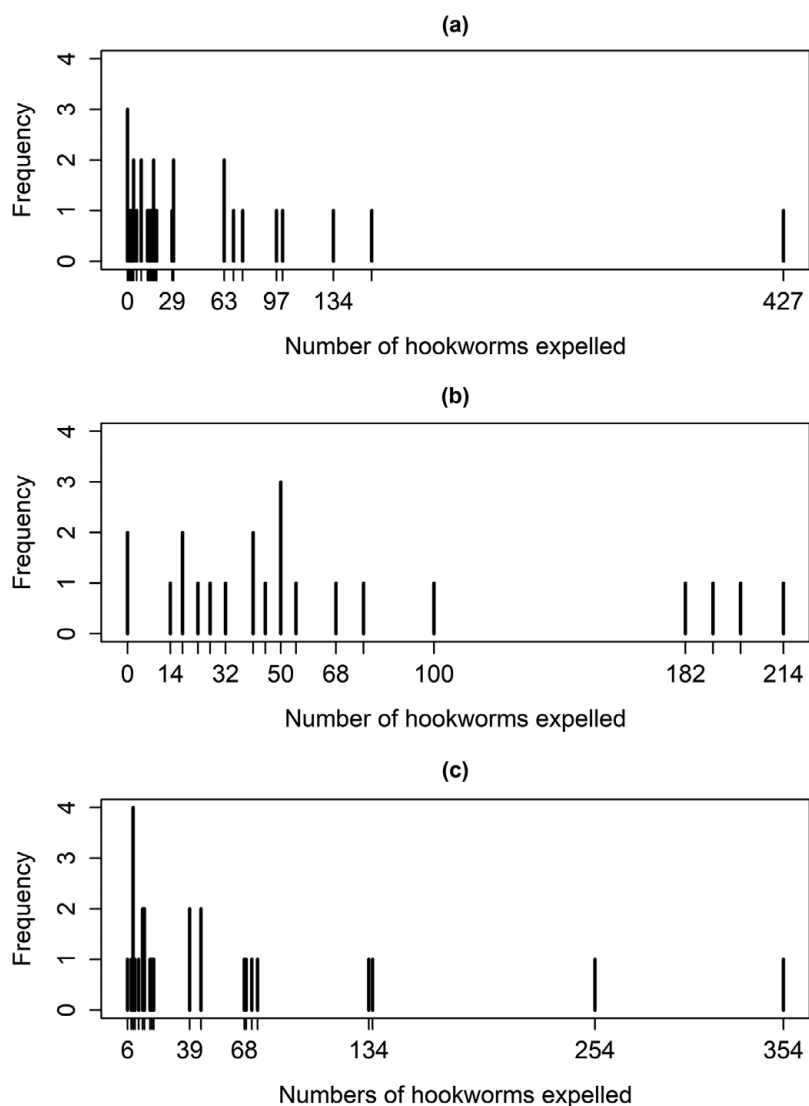 (a)
Frequency
4
3
2
1
0
0 29 63 97 134 427
Number of hookworms expelled
(b)
Frequency
4
3
2
1
0
0 14 32 50 68 100 182 214
Number of hookworms expelled
(c)
Frequency
4
3
2
1
0
6 39 68 134 254 354
Numbers of hookworms expelled